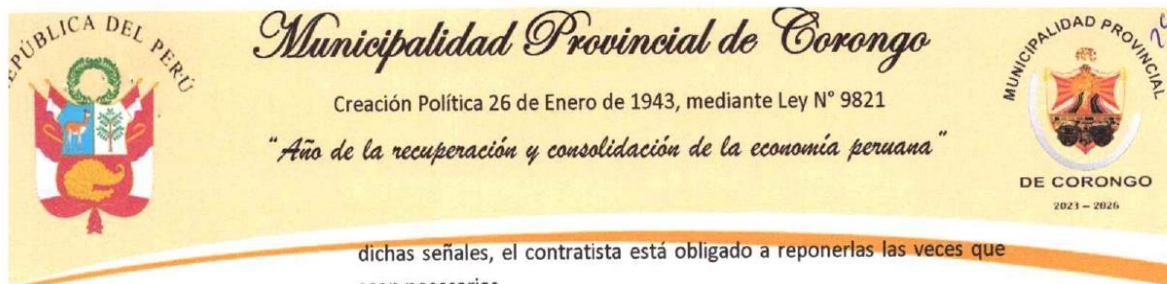 REPÚBLICA DEL PERÚ
Municipalidad Provincial de Corongo
Creación Política 26 de Enero de 1943, mediante Ley N° 9821
"Año de la recuperación y consolidación de la economía peruana"
MUNICIPALIDAD PROVINCIAL
DE CORONGO
2023 – 2026
dichas señales, el contratista está obligado a reponerlas las veces que